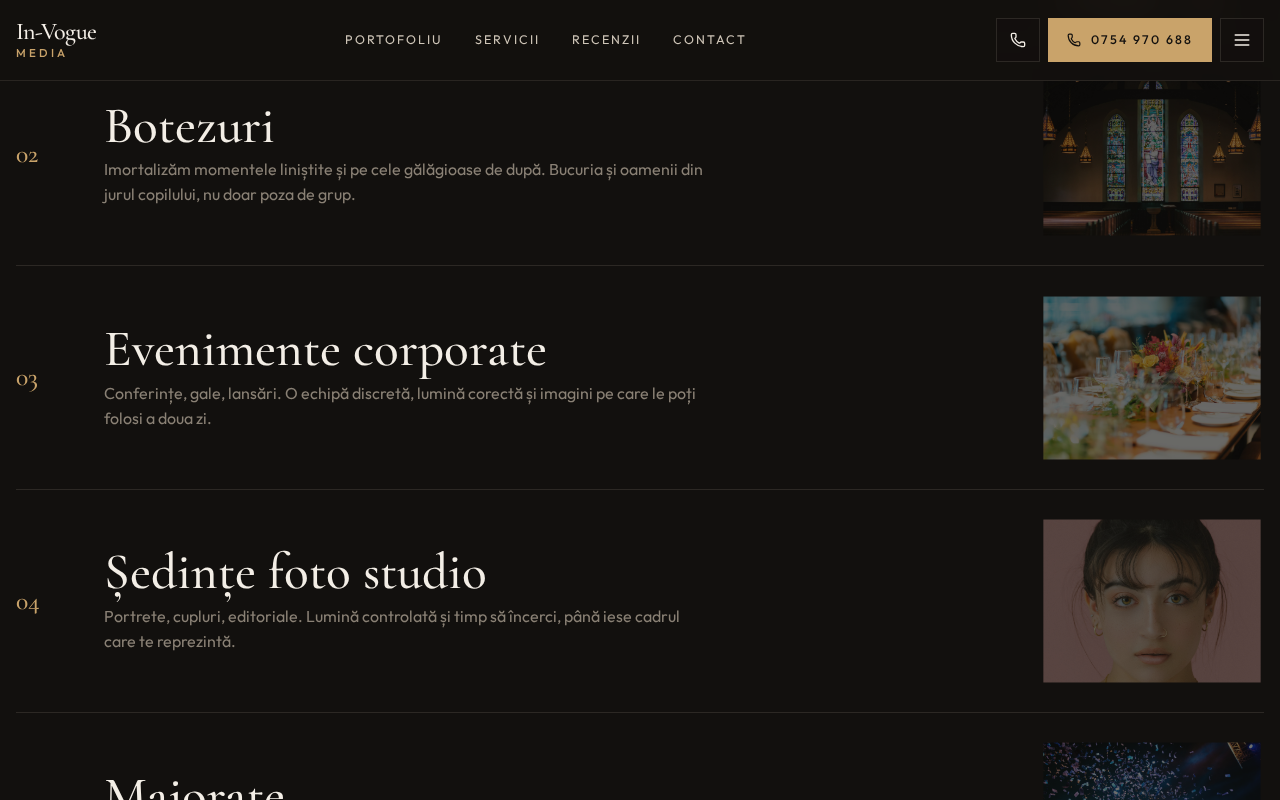 In-Vogue
MEDIA
PORTOFOLIU
SERVICII
RECENZII
CONTACT
0754 970 688
02
Botezuri
Imortalizăm momentele liniștite și pe cele gălăgioase de după. Bucuria și oamenii din
jurul copilului, nu doar poza de grup.
03
Evenimente corporate
Conferințe, gale, lansări. O echipă discretă, lumină corectă și imagini pe care le poți
folosi a doua zi.
04
Ședințe foto studio
Portrete, cupluri, editoriale. Lumină controlată și timp să încerci, până iese cadrul
care te reprezintă.
Majorate